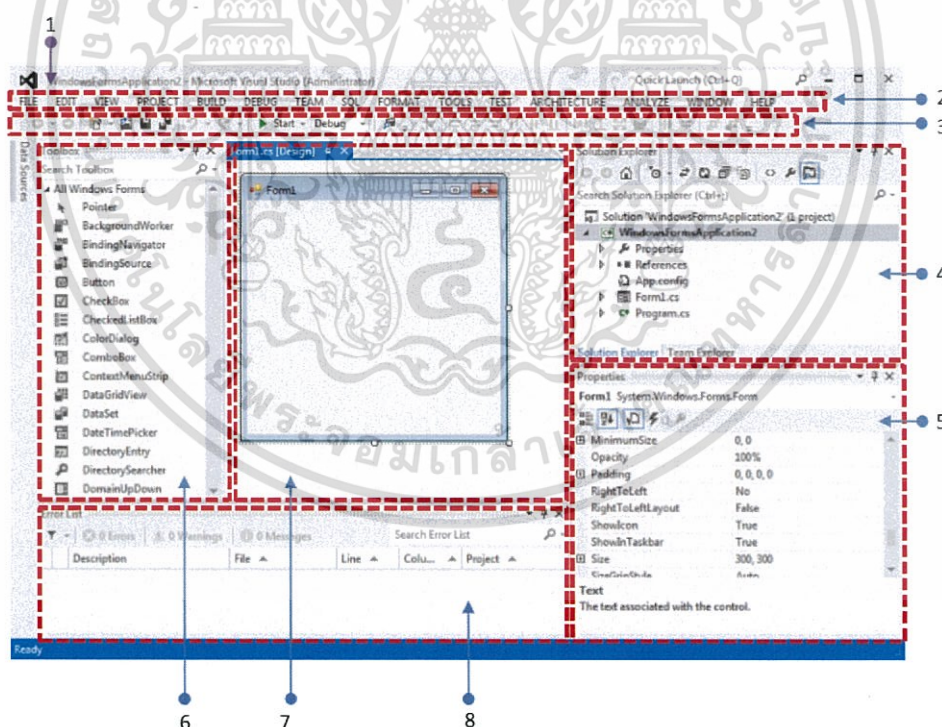 1
WindowsFormsApplication2 - Microsoft Visual Studio (Administrator)
Quick Launch (Ctrl+Q)
FILE EDIT VIEW PROJECT BUILD DEBUG TEAM SQL FORMAT TOOLS TEST ARCHITECTURE ANALYZE WINDOW HELP
2
Start - Debug
3
Data Sources
Toolbox
Search Toolbox
All Windows Forms
Pointer
BackgroundWorker
BindingNavigator
BindingSource
Button
CheckBox
CheckedListBox
ColorDialog
ComboBox
ContextMenuStrip
DataGridView
DataSet
DateTimePicker
DirectoryEntry
DirectorySearcher
DomainUpDown
Form1.cs [Design]
Form1
Solution Explorer
Search Solution Explorer (Ctrl+;)
Solution 'WindowsFormsApplication2' (1 project)
WindowsFormsApplication2
Properties
References
App.config
Form1.cs
Program.cs
4
Solution Explorer Team Explorer
Properties
Form1 System.Windows.Forms.Form
5
MinimumSize 0, 0
Opacity 100%
Padding 0, 0, 0, 0
RightToLeft No
RightToLeftLayout False
ShowIcon True
ShowInTaskbar True
Size 300, 300
SizeGripStyle Auto
Text
The text associated with the control.
Error List
0 Errors 0 Warnings 0 Messages Search Error List
Description File Line Colu... Project
Ready
6 7 8